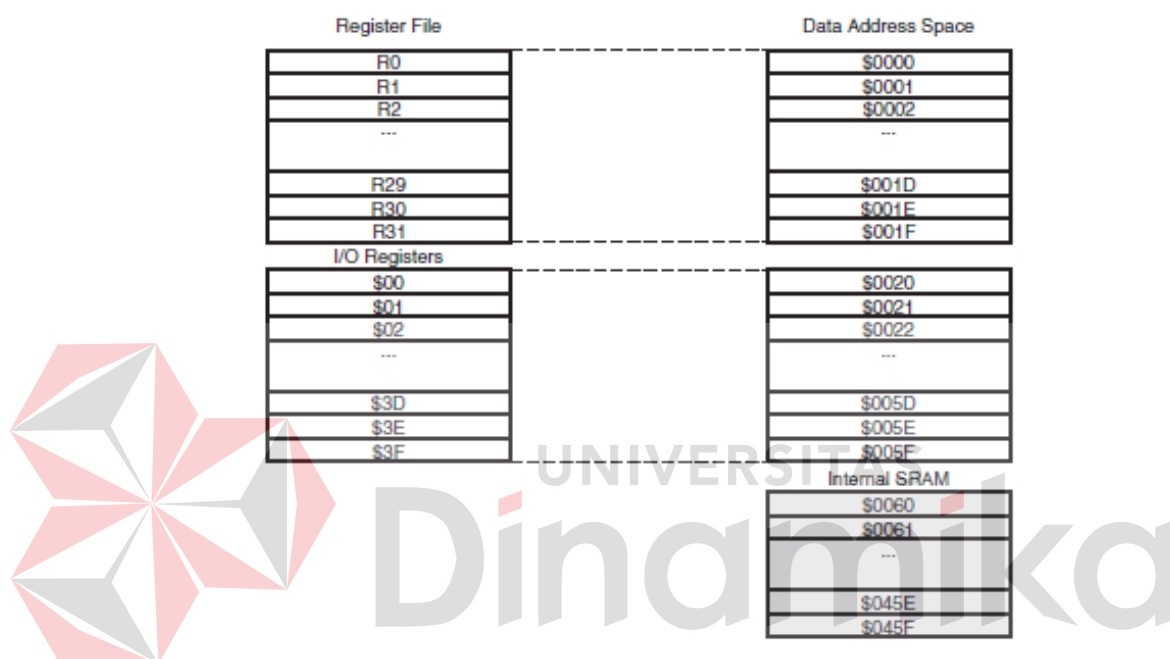 Register File
Data Address Space
R0
$0000
R1
$0001
R2
$0002
---
---
R29
$001D
R30
$001E
R31
$001F
I/O Registers
$00
$0020
$01
$0021
$02
$0022
---
---
$3D
$005D
$3E
$005E
$3F
$005F
UNIVERSITAS
Dinamika
Internal SRAM
$0060
$0061
---
$045E
$045F